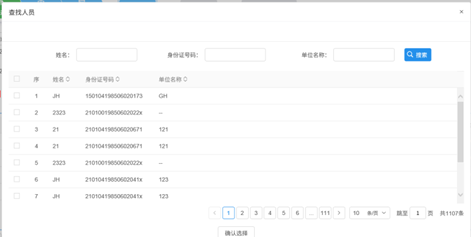 查找人员 ×
姓名： 身份证号码： 单位名称： 搜索
序 姓名 身份证号码 单位名称
1 JH 150104198506020173 GH
2 2323 21010019850602022x --
3 21 210104198506020671 121
4 21 210104198506020671 121
5 2323 21010019850602022x --
6 JH 21010419850602041x 123
7 JH 21010419850602041x 123
< 1 2 3 4 5 6 ... 111 > 10 条/页 跳至 1 页 共1107条
确认选择